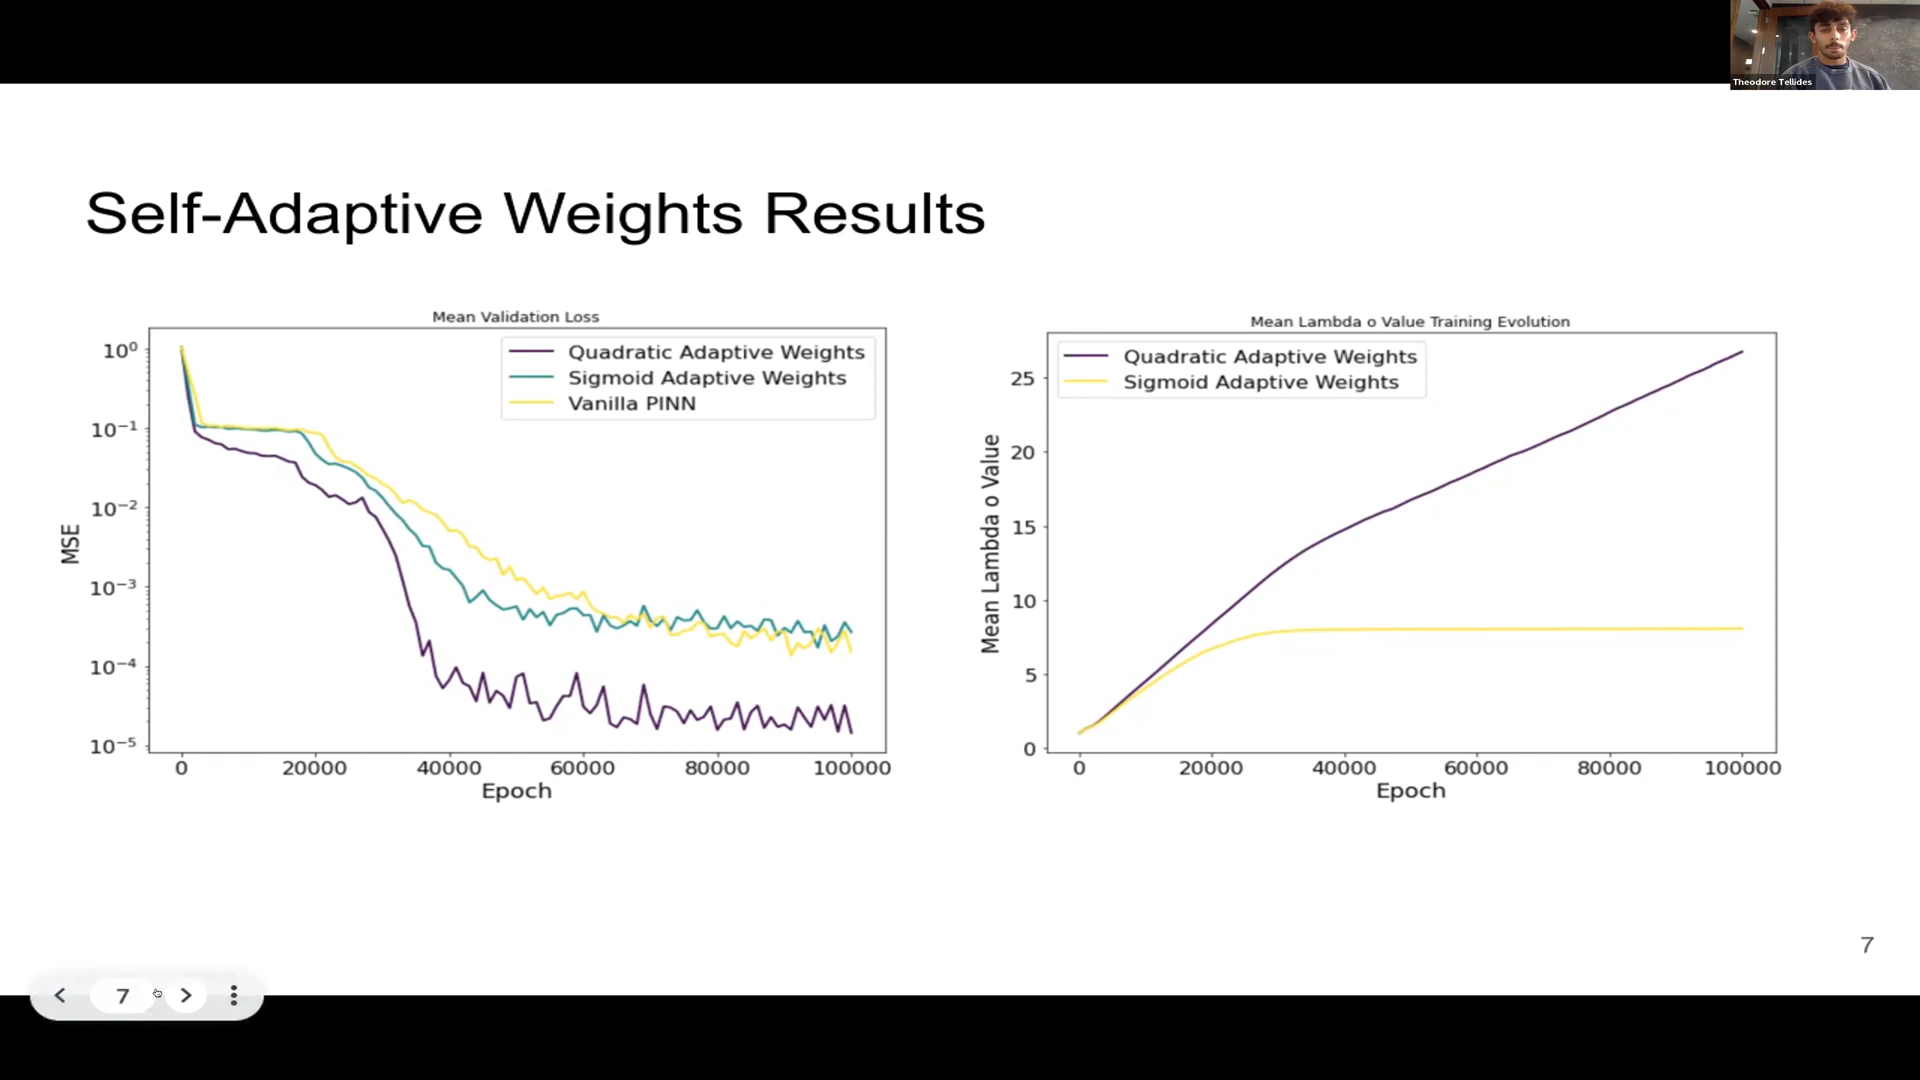 Theodore Tellides
Self-Adaptive Weights Results
Mean Validation Loss
Quadratic Adaptive Weights
Sigmoid Adaptive Weights
Vanilla PINN
10⁰
10⁻¹
10⁻²
10⁻³
10⁻⁴
10⁻⁵
MSE
0 20000 40000 60000 80000 100000
Epoch
Mean Lambda o Value Training Evolution
Quadratic Adaptive Weights
Sigmoid Adaptive Weights
25
20
15
10
5
0
Mean Lambda o Value
0 20000 40000 60000 80000 100000
Epoch
7
7